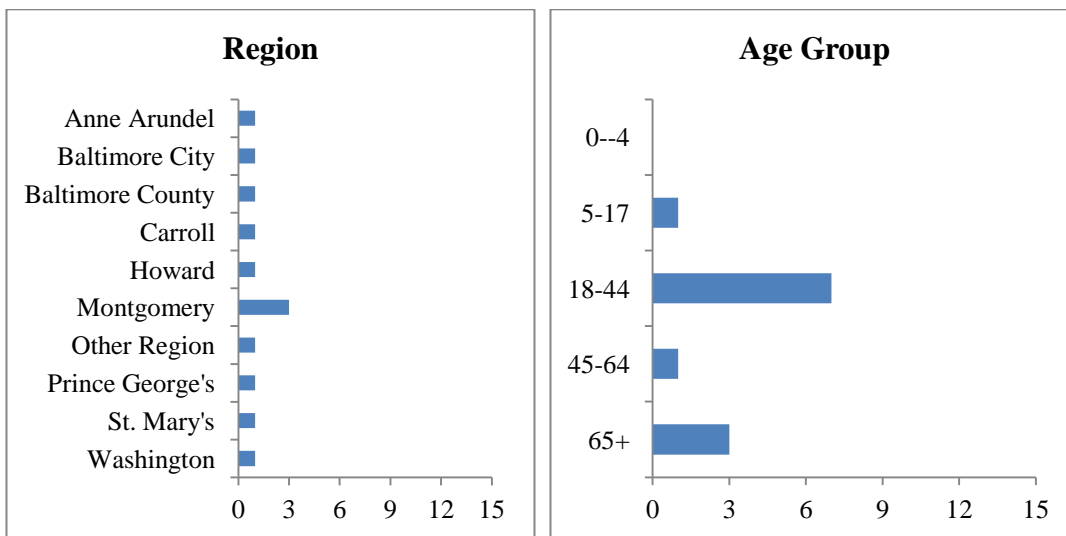 Region
Anne Arundel
Baltimore City
Baltimore County
Carroll
Howard
Montgomery
Other Region
Prince George's
St. Mary's
Washington
0 3 6 9 12 15
Age Group
0--4
5-17
18-44
45-64
65+
0 3 6 9 12 15